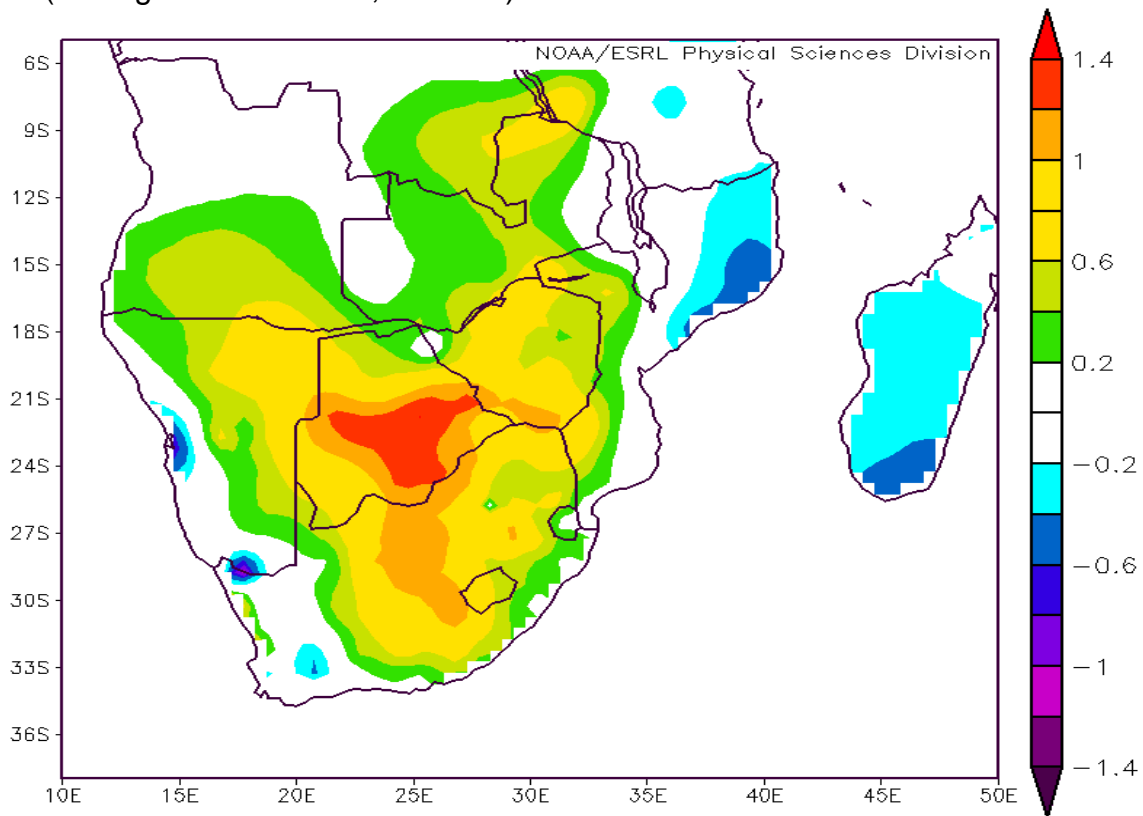 NOAA/ESRL Physical Sciences Division
6S
9S
12S
15S
18S
21S
24S
27S
30S
33S
36S
10E 15E 20E 25E 30E 35E 40E 45E 50E
1.4
1
0.6
0.2
−0.2
−0.6
−1
−1.4